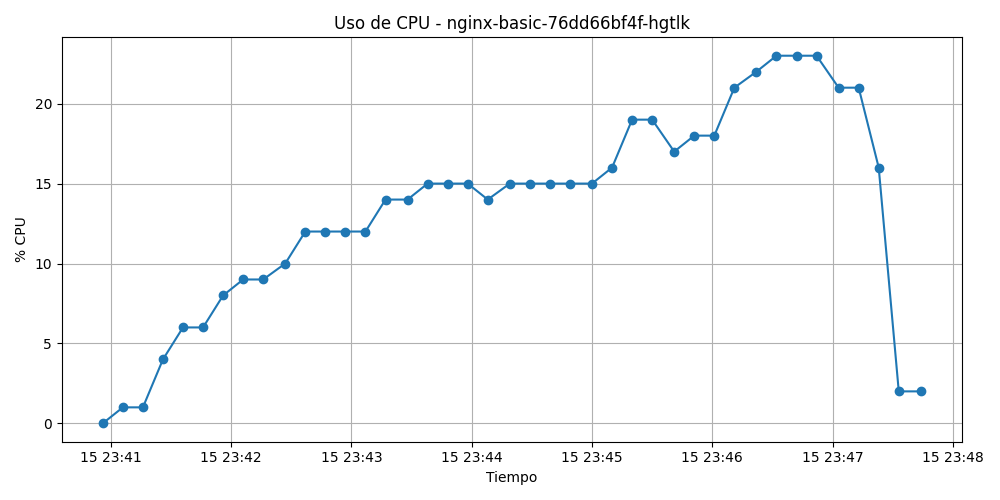 Uso de CPU - nginx-basic-76dd66bf4f-hgtlk
% CPU
20
15
10
5
0
15 23:41 15 23:42 15 23:43 15 23:44 15 23:45 15 23:46 15 23:47 15 23:48
Tiempo